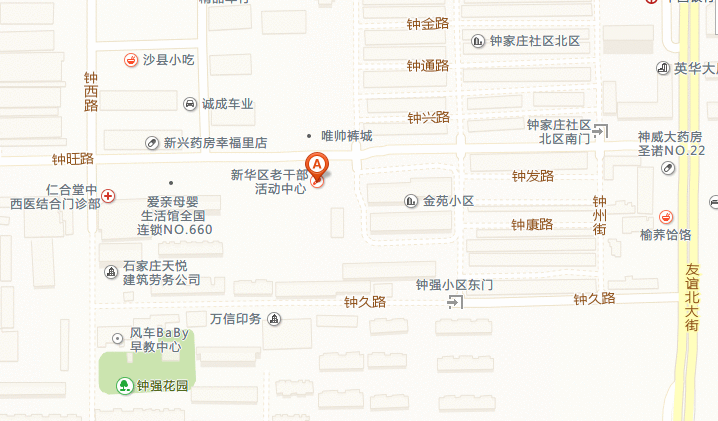 钟金路
钟家庄社区北区
沙县小吃
钟通路
英华大厦
钟西路
诚成车业
钟兴路
唯帅裤城
钟家庄社区
北区南门
新兴药房幸福里店
神威大药房
圣诺NO.22
钟旺路
A
新华区老干部
活动中心
钟发路
仁合堂中
西医结合门诊部
爱亲母婴
生活馆全国
连锁NO.660
金苑小区
钟州街
钟康路
榆荞饸饹
石家庄天悦
建筑劳务公司
钟强小区东门
友谊北大街
钟久路
钟久路
万信印务
风车BaBy
早教中心
钟强花园